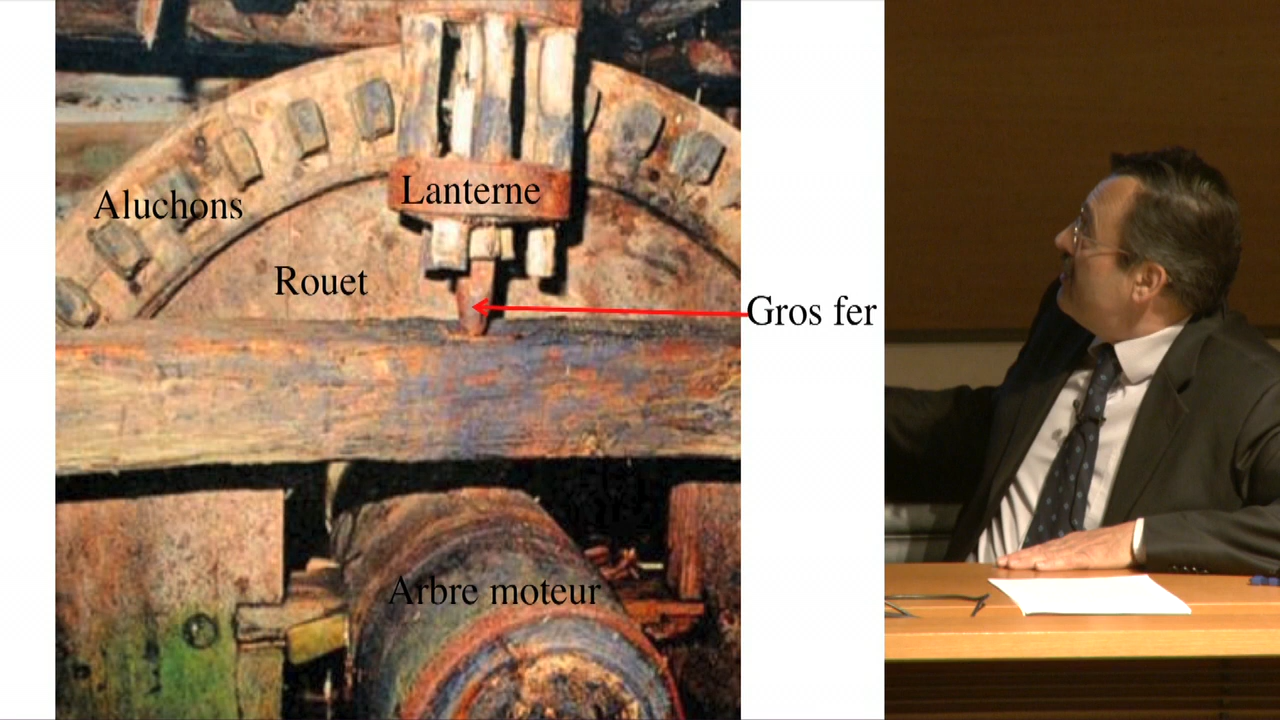 Lanterne
Aluchons
Rouet
Gros fer
Arbre moteur